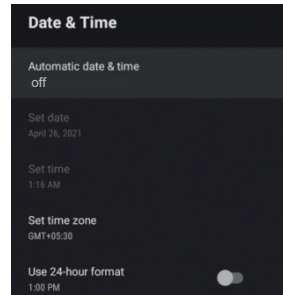 Date & Time
Automatic date & time
off
Set date
April 26, 2021
Set time
1:16 AM
Set time zone
GMT+05:30
Use 24-hour format
1:00 PM